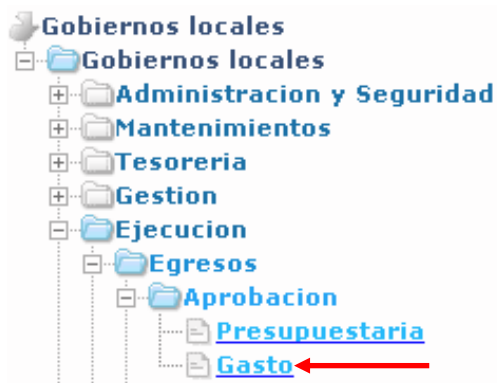 Gobiernos locales
Gobiernos locales
Administracion y Seguridad
Mantenimientos
Tesoreria
Gestion
Ejecucion
Egresos
Aprobacion
Presupuestaria
Gasto